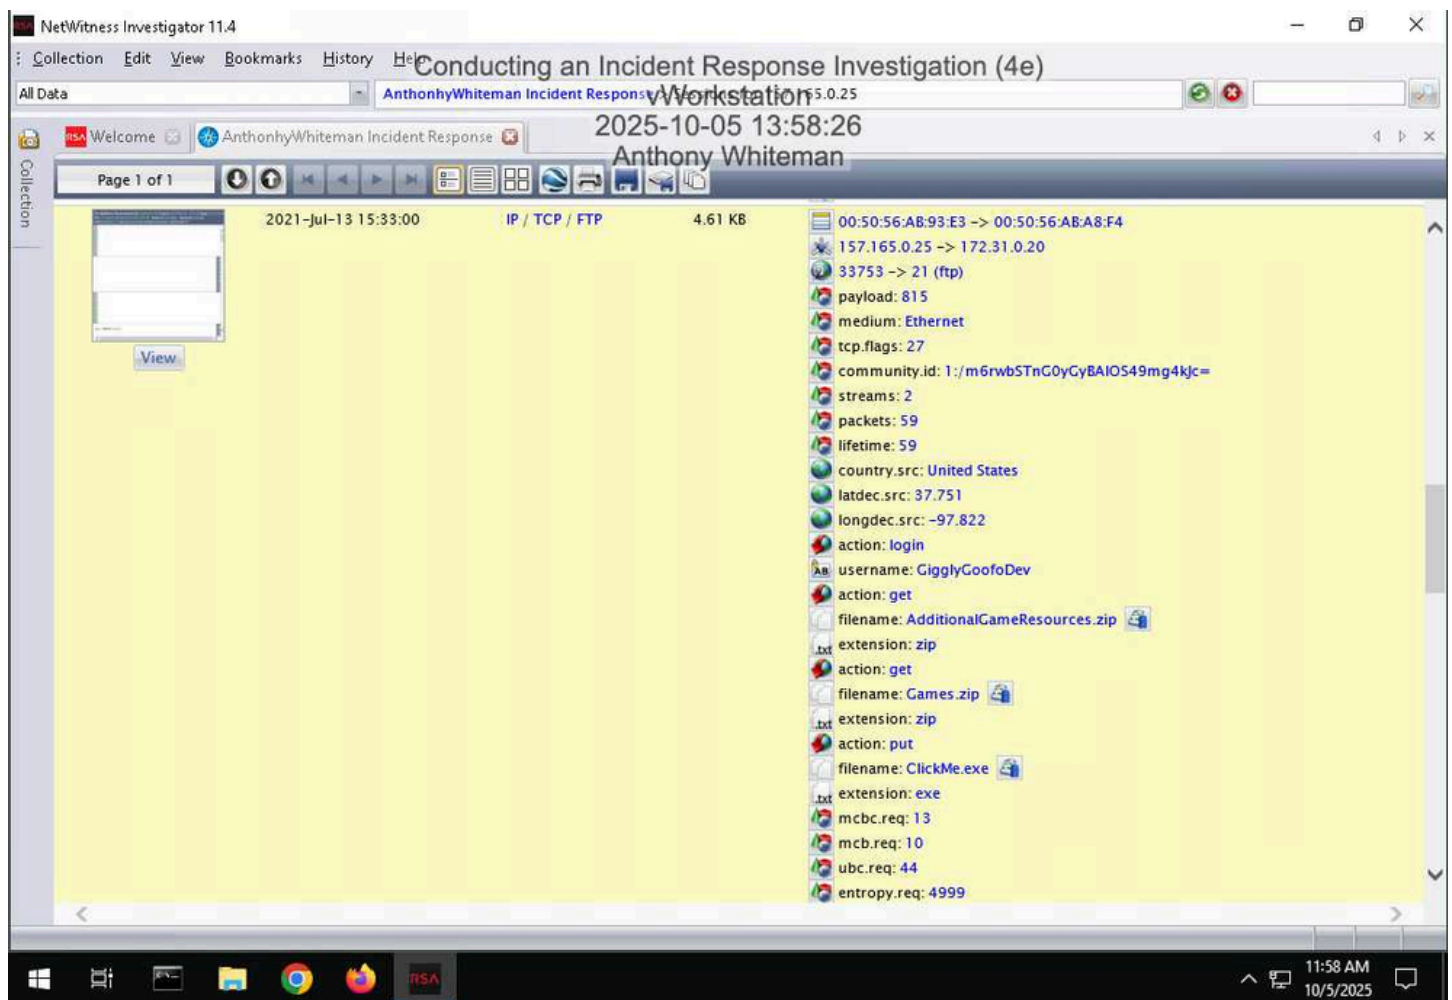 NetWitness Investigator 11.4
Collection Edit View Bookmarks History Help
Conducting an Incident Response Investigation (4e)
All Data
AnthonhyWhiteman Incident Response
vWorkstation
2025-10-05 13:58:26
Anthony Whiteman
Collection
RSA Welcome
AnthonhyWhiteman Incident Response
Page 1 of 1
View
2021-Jul-13 15:33:00 IP / TCP / FTP 4.61 KB
00:50:56:AB:93:E3 -> 00:50:56:AB:A8:F4
157.165.0.25 -> 172.31.0.20
33753 -> 21 (ftp)
payload: 815
medium: Ethernet
tcp.flags: 27
community.id: 1:/m6rwbSTnG0yGyBAIOS49mg4kJc=
streams: 2
packets: 59
lifetime: 59
country.src: United States
latdec.src: 37.751
longdec.src: -97.822
action: login
username: GigglyGoofoDev
action: get
filename: AdditionalGameResources.zip
extension: zip
action: get
filename: Games.zip
extension: zip
action: put
filename: ClickMe.exe
extension: exe
mcbc.req: 13
mcb.req: 10
ubc.req: 44
entropy.req: 4999
RSA
11:58 AM
10/5/2025